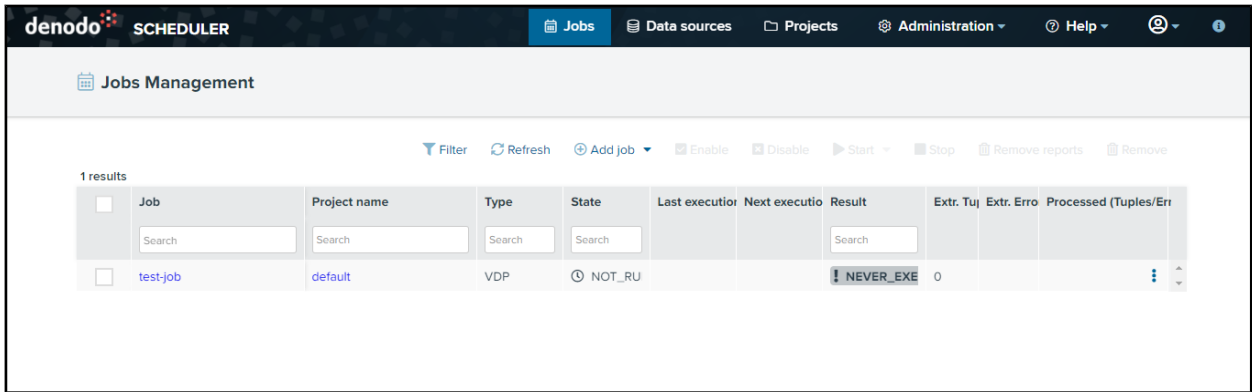 denodo SCHEDULER Jobs Data sources Projects Administration Help
Jobs Management
Filter Refresh Add job Enable Disable Start Stop Remove reports Remove
1 results
Job Project name Type State Last execution Next executio Result Extr. Tu Extr. Erro Processed (Tuples/Err
Search Search Search Search Search
test-job default VDP NOT_RU ! NEVER_EXE 0